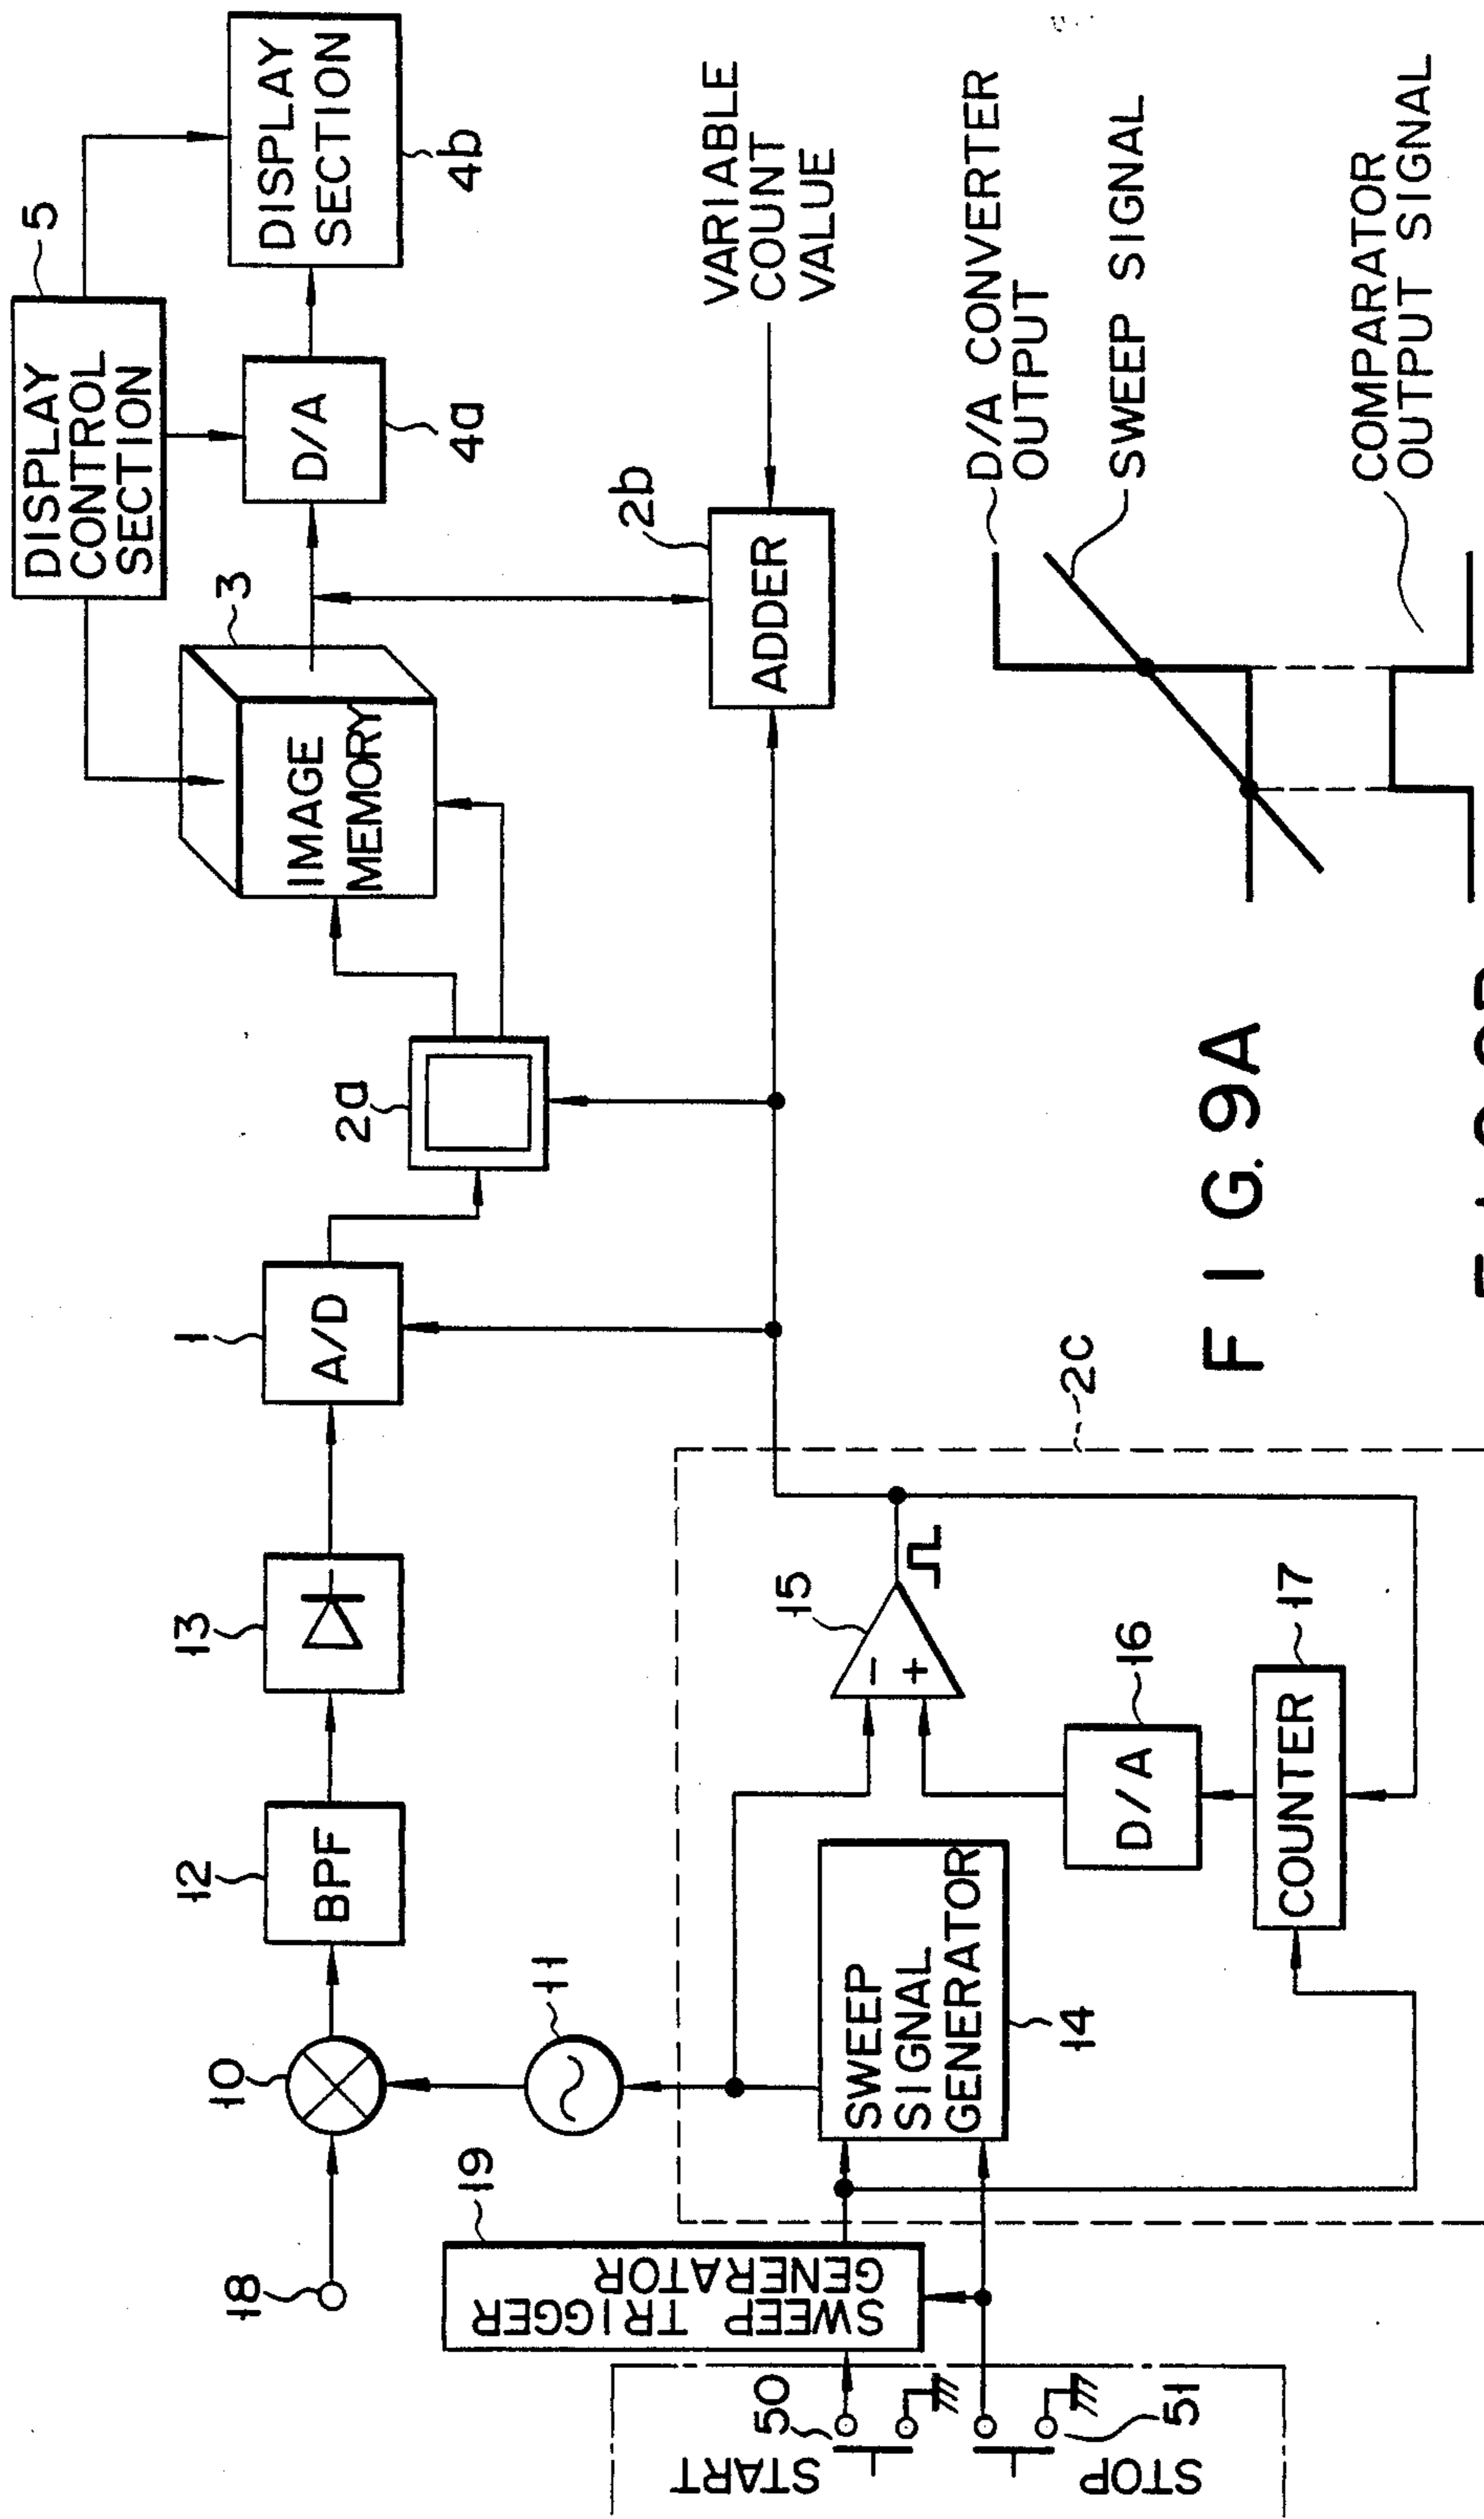 5
DISPLAY
CONTROL
SECTION
DISPLAY
SECTION
4b
D/A
4a
3
IMAGE
MEMORY
2a
1
A/D
13
12
BPF
10
11
18
19
SWEEP TRIGGER
GENERATOR
START
50
STOP
51
SWEEP
SIGNAL
GENERATOR
14
15
−
+
D/A
16
COUNTER
17
2C
2b
ADDER
VARIABLE
COUNT
VALUE
FIG. 9A
D/A CONVERTER
OUTPUT
SWEEP SIGNAL
COMPARATOR
OUTPUT SIGNAL